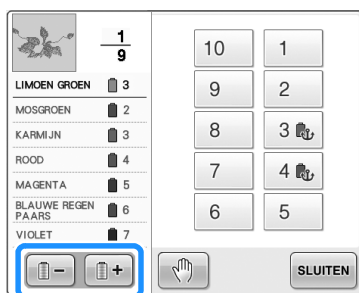 1
9
LIMOEN GROEN 3
MOSGROEN 2
KARMIJN 3
ROOD 4
MAGENTA 5
BLAUWE REGEN
PAARS 6
VIOLET 7
- +
10 1
9 2
8 3
7 4
6 5
SLUITEN